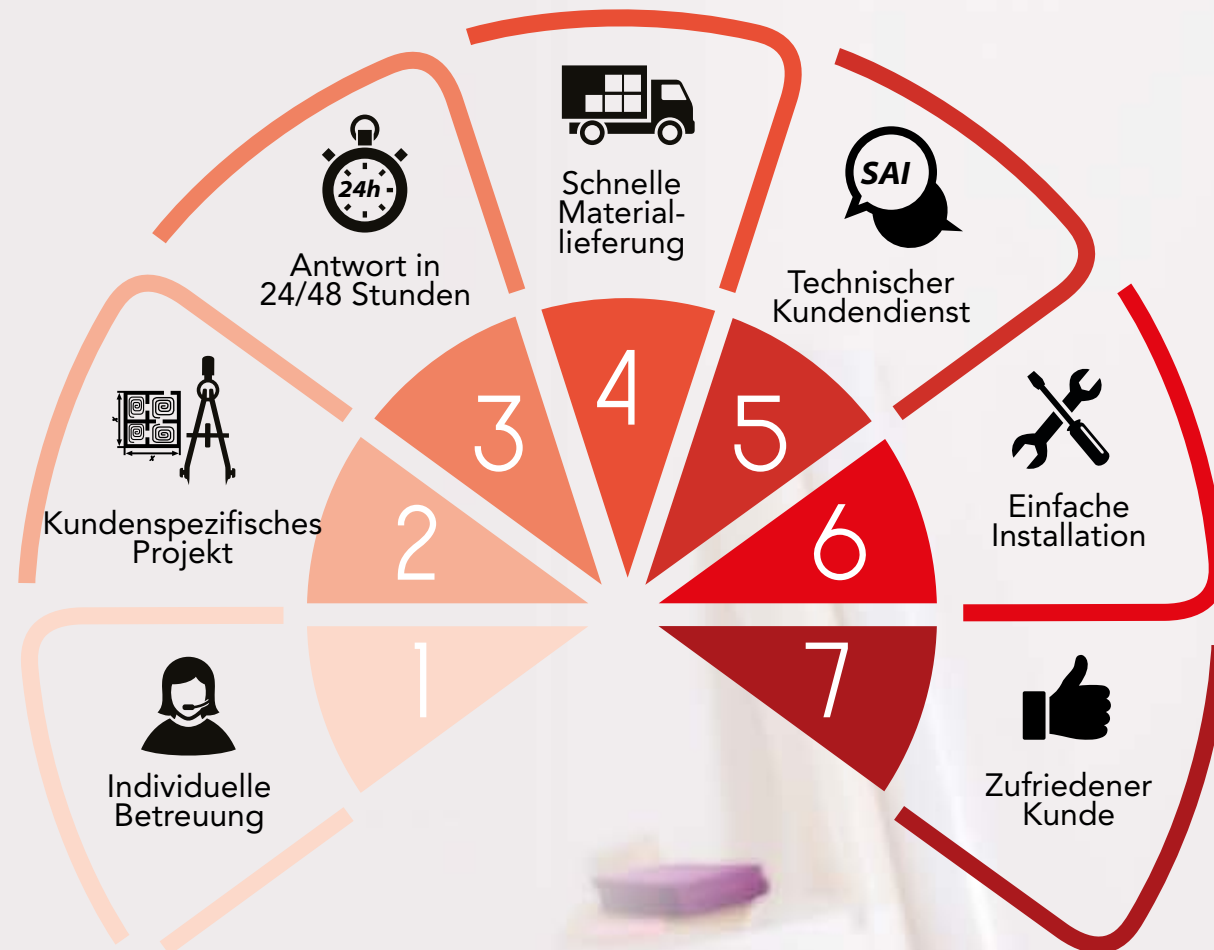 1
Individuelle
Betreuung
2
Kundenspezifisches
Projekt
x
x
3
24h
Antwort in
24/48 Stunden
4
Schnelle
Material-
lieferung
5
SAI
Technischer
Kundendienst
6
Einfache
Installation
7
Zufriedener
Kunde